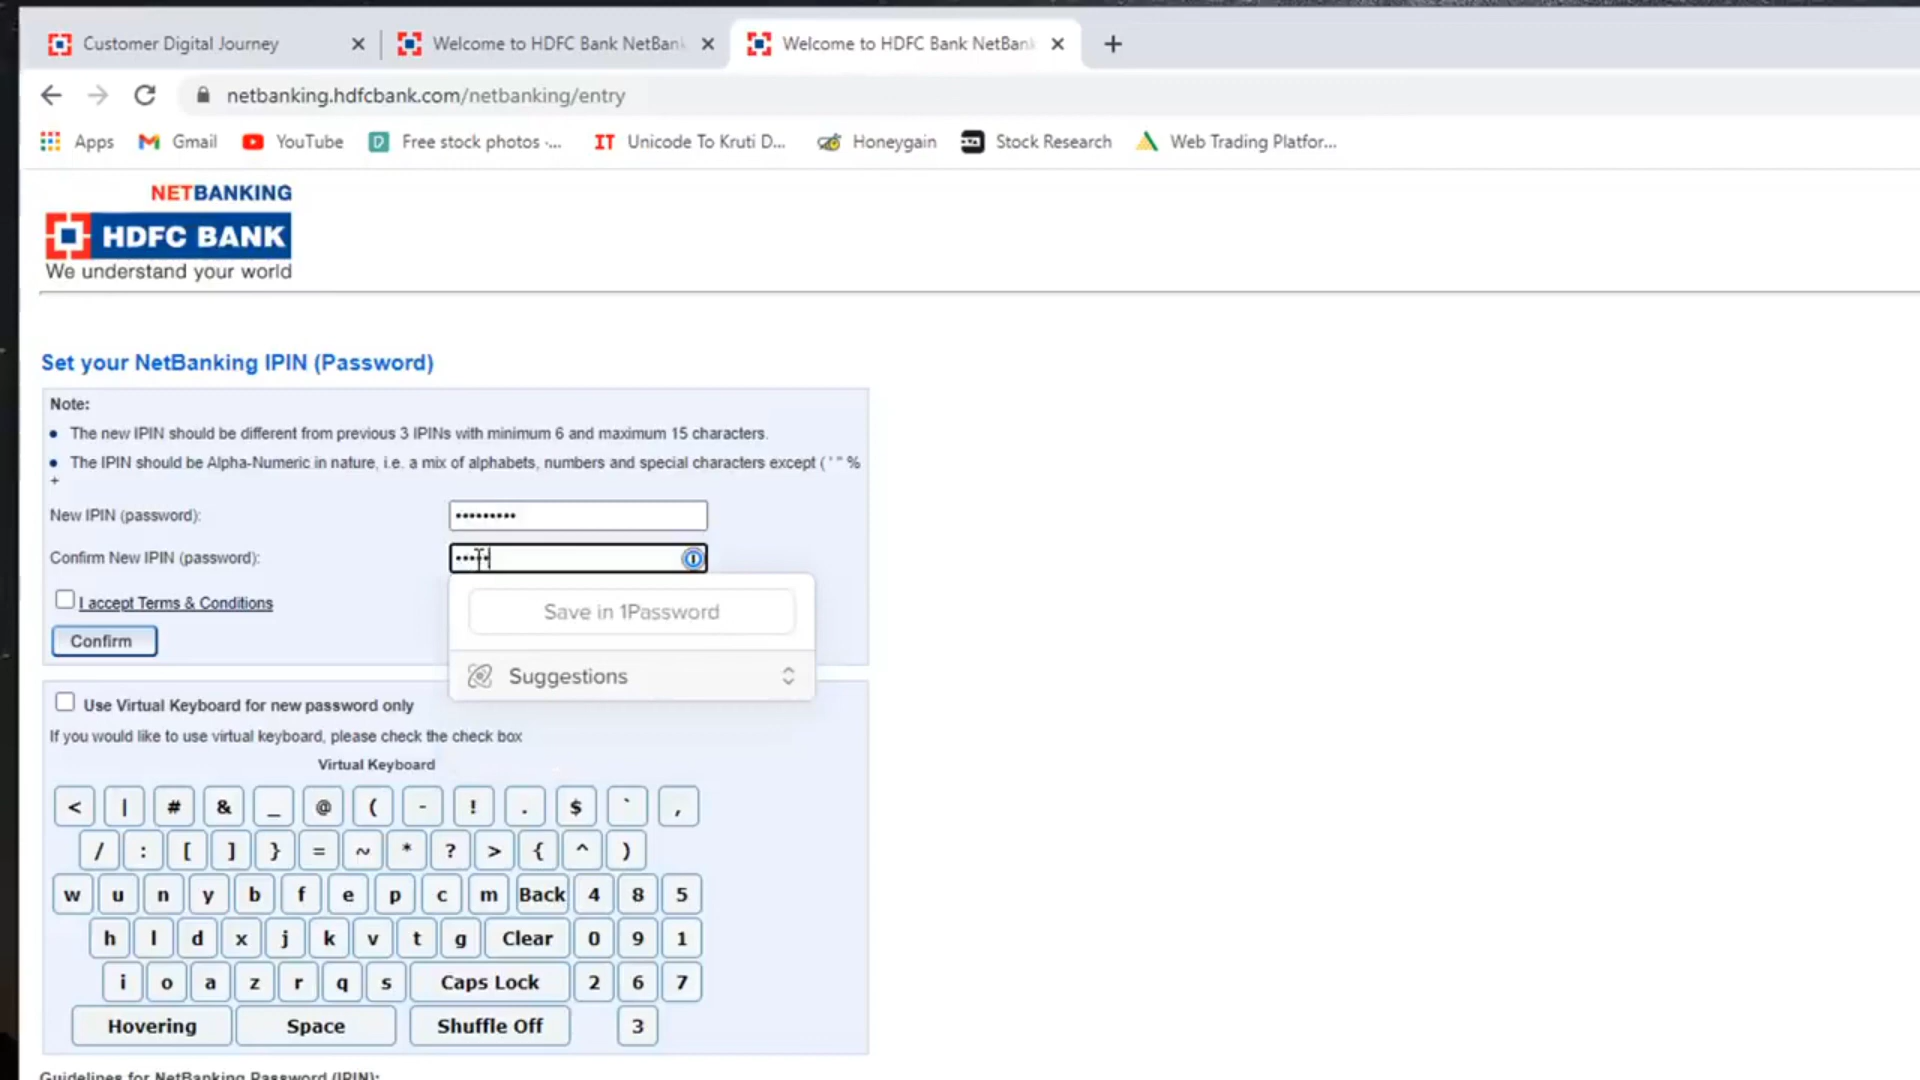 Customer Digital Journey
Welcome to HDFC Bank NetBank
Welcome to HDFC Bank NetBank
netbanking.hdfcbank.com/netbanking/entry
Apps Gmail YouTube Free stock photos ·... IT Unicode To Kruti D... Honeygain Stock Research Web Trading Platfor...
NETBANKING
HDFC BANK
We understand your world
Set your NetBanking IPIN (Password)
Note:
The new IPIN should be different from previous 3 IPINs with minimum 6 and maximum 15 characters.
The IPIN should be Alpha-Numeric in nature, i.e. a mix of alphabets, numbers and special characters except ( ' " %
+
New IPIN (password): •••••••••
Confirm New IPIN (password): •••••
I accept Terms & Conditions
Save in 1Password
Confirm
Suggestions
Use Virtual Keyboard for new password only
If you would like to use virtual keyboard, please check the check box
Virtual Keyboard
< | # & _ @ ( - ! . $ ` ,
/ : [ ] } = ~ * ? > { ^ )
w u n y b f e p c m Back 4 8 5
h l d x j k v t g Clear 0 9 1
i o a z r q s Caps Lock 2 6 7
Hovering Space Shuffle Off 3
Guidelines for NetBanking Password (IPIN):